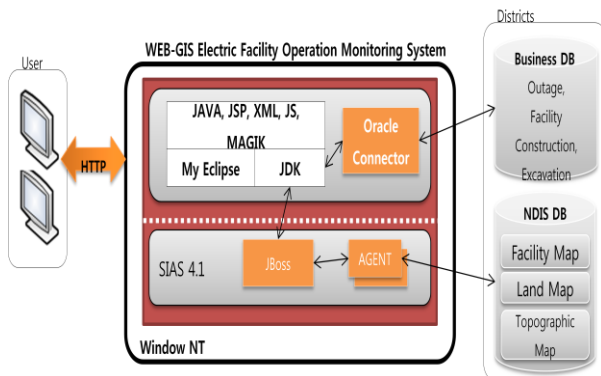 User
HTTP
WEB-GIS Electric Facility Operation Monitoring System
JAVA, JSP, XML, JS,
MAGIK
My Eclipse
JDK
Oracle
Connector
SIAS 4.1
JBoss
AGENT
Window NT
Districts
Business DB
Outage,
Facility
Construction,
Excavation
NDIS DB
Facility Map
Land Map
Topographic
Map